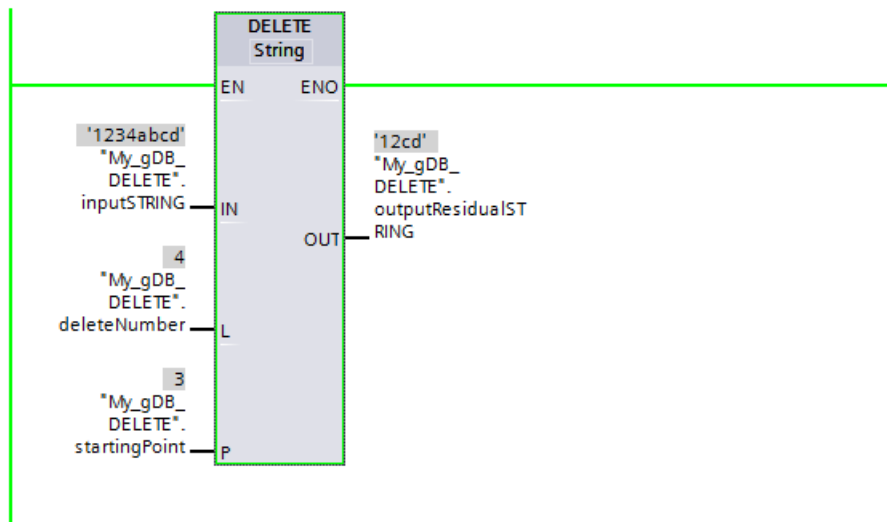 DELETE
String
EN ENO
'1234abcd'
"My_gDB_
DELETE".
inputSTRING
IN
'12cd'
"My_gDB_
DELETE".
outputResidualST
RING
OUT
4
"My_gDB_
DELETE".
deleteNumber
L
3
"My_gDB_
DELETE".
startingPoint
P